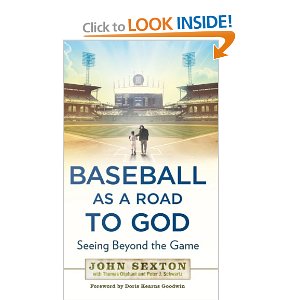 Click to LOOK INSIDE!
BASEBALL
AS A ROAD
TO GOD
Seeing Beyond the Game
JOHN SEXTON
with Thomas Oliphant and Peter J. Schwartz
Foreword by Doris Kearns Goodwin